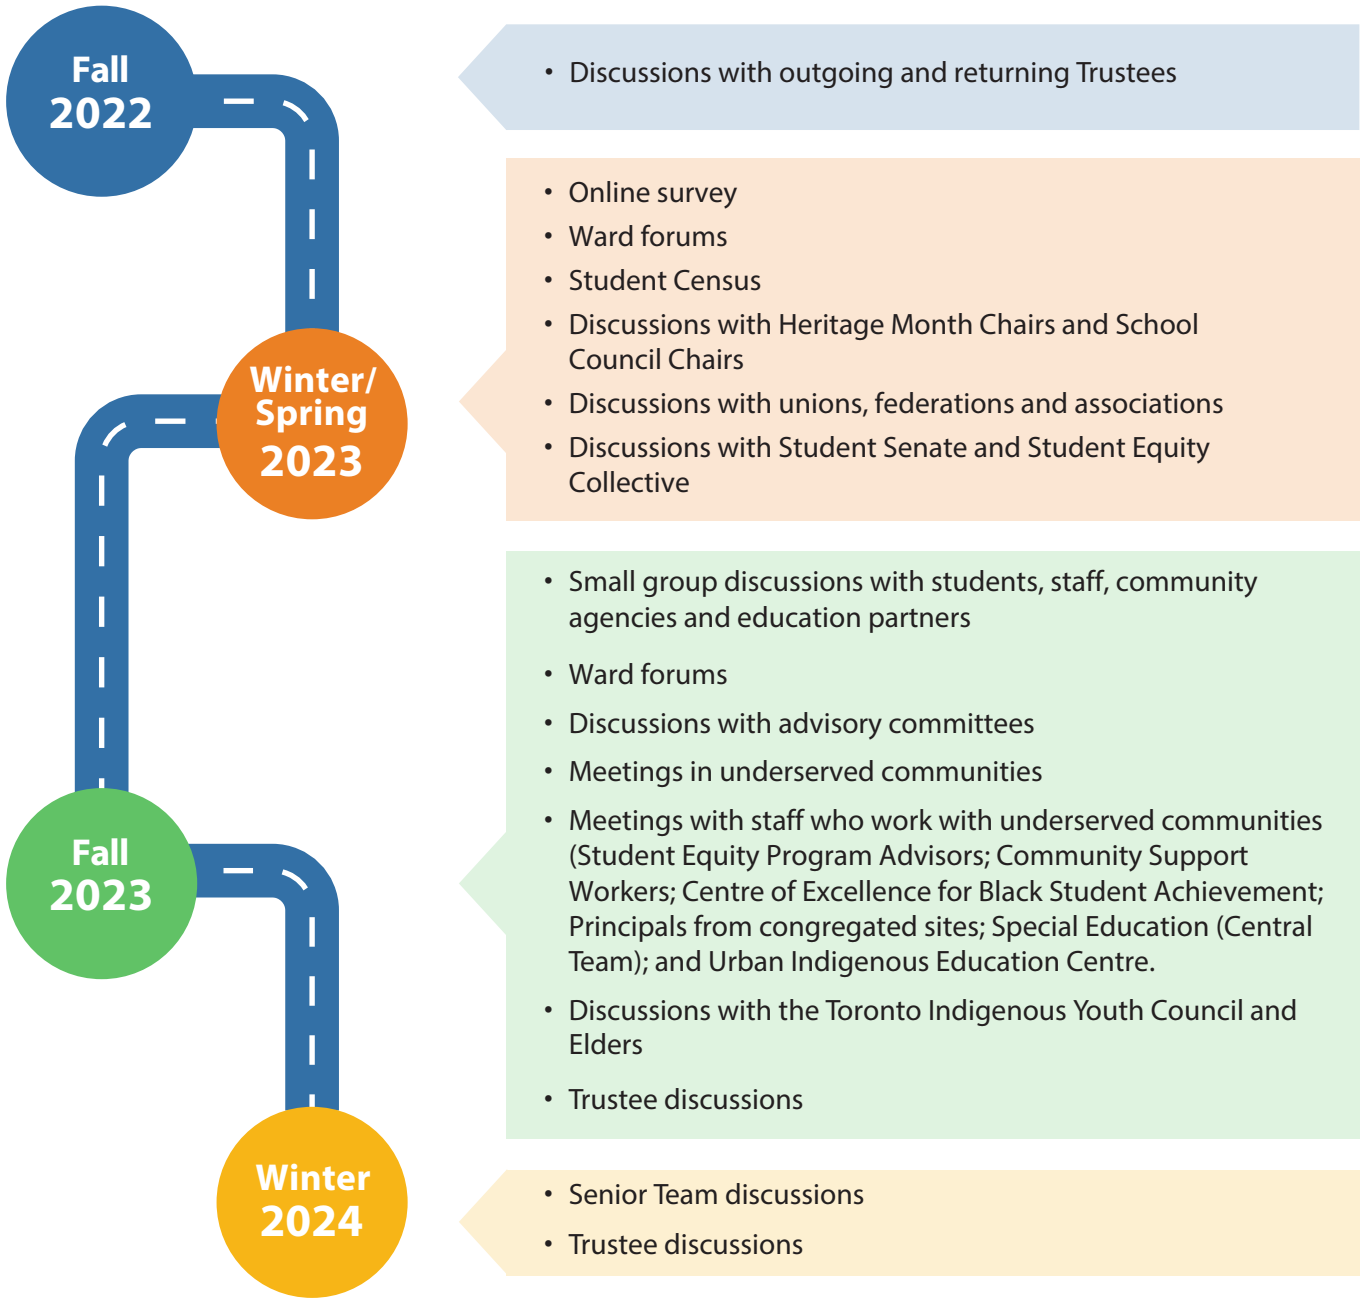 Fall
2022
• Discussions with outgoing and returning Trustees
Winter/
Spring
2023
• Online survey
• Ward forums
• Student Census
• Discussions with Heritage Month Chairs and School
Council Chairs
• Discussions with unions, federations and associations
• Discussions with Student Senate and Student Equity
Collective
Fall
2023
• Small group discussions with students, staff, community
agencies and education partners
• Ward forums
• Discussions with advisory committees
• Meetings in underserved communities
• Meetings with staff who work with underserved communities
(Student Equity Program Advisors; Community Support
Workers; Centre of Excellence for Black Student Achievement;
Principals from congregated sites; Special Education (Central
Team); and Urban Indigenous Education Centre.
• Discussions with the Toronto Indigenous Youth Council and
Elders
• Trustee discussions
Winter
2024
• Senior Team discussions
• Trustee discussions